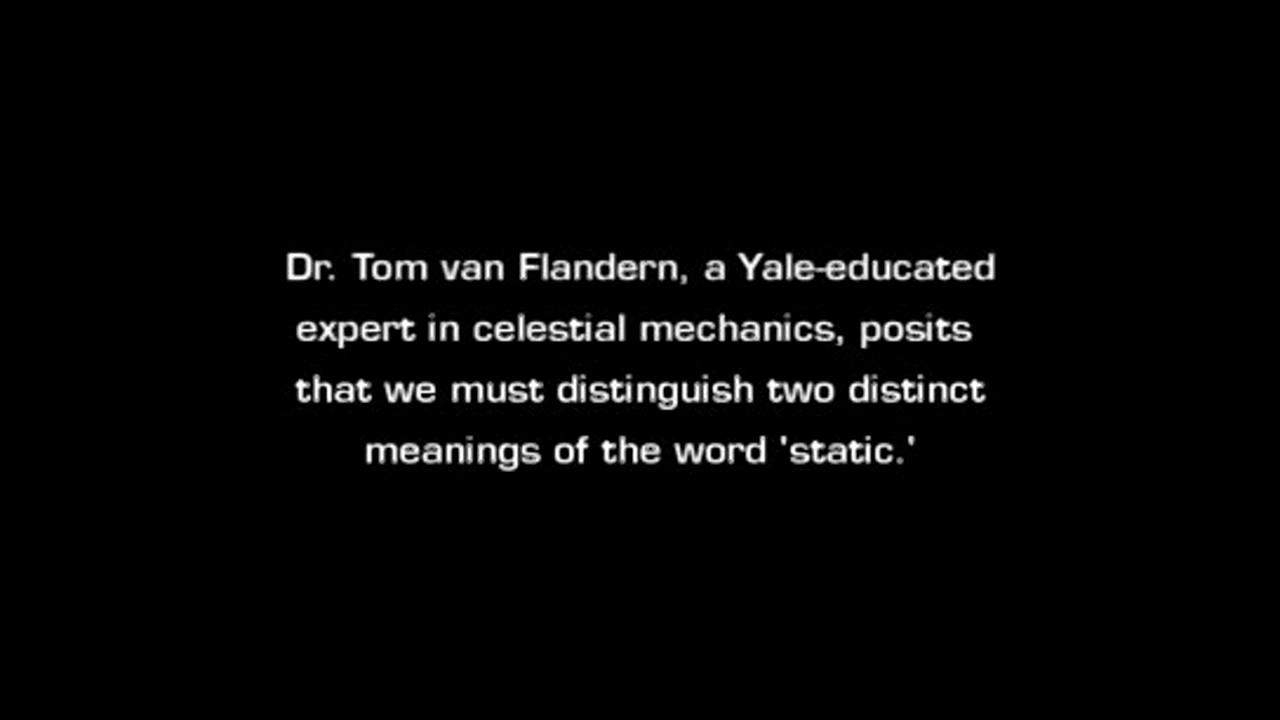 Dr. Tom van Flandern, a Yale-educated
expert in celestial mechanics, posits
that we must distinguish two distinct
meanings of the word 'static.'